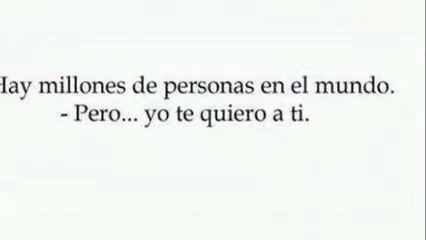 Hay millones de personas en el mundo.
- Pero... yo te quiero a ti.